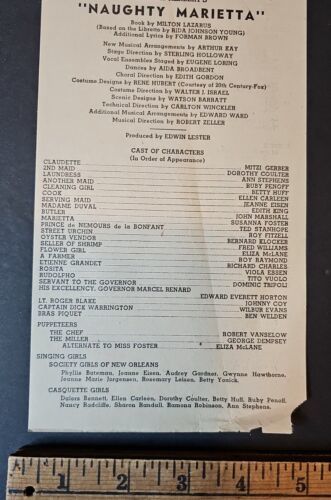 "NAUGHTY MARIETTA"
Book by MILTON LAZARUS
(Based on the Libretto by RIDA JOHNSON YOUNG)
Additional Lyrics by FORMAN BROWN
New Musical Arrangements by ARTHUR KAY
Stage Direction by STERLING HOLLOWAY
Vocal Ensembles Staged by EUGENE LORING
Dances by AIDA BROADBENT
Choral Direction by EDITH GORDON
Costume Designs by RENE HUBERT (Courtesy of 20th Century-Fox)
Costume Direction by WALTER J. ISRAEL
Scenic Designs by WATSON BARRATT
Technical Direction by CARLTON WINCKLER
Additional Musical Arrangements by EDWARD WARD
Musical Direction by ROBERT ZELLER
Produced by EDWIN LESTER
CAST OF CHARACTERS
(In Order of Appearance)
CLAUDETTE MITZI GERBER
2ND MAID DOROTHY COULTER
LAUNDRESS ANN STEPHENS
ANOTHER MAID RUBY PENOFF
CLEANING GIRL BETTY HUFF
COOK ELLEN CARLEEN
SERVING MAID JEANNE EISEN
MADAME DUVAL EDITH KING
BUTLER JOHN MARSHALL
MARIETTA SUSANNA FOSTER
PRINCE de NEMOURS de la BONFANT TED STANHOPE
STREET URCHIN ROY FITZELL
OYSTER VENDOR BERNARD KLOCKER
SELLER OF SHRIMP FRED WILLIAMS
FLOWER GIRL ELIZA McLANE
A FARMER ROY RAYMOND
ETIENNE GRANDET RICHARD CHARLES
ROSITA VIOLA ESSEN
RUDOLPHO TITO VUOLO
SERVANT TO THE GOVERNOR DOMINIC TRIPOLI
HIS EXCELLENCY, GOVERNOR MARCEL RENARD
EDWARD EVERETT HORTON
LT. ROGER BLAKE JOHNNY COY
CAPTAIN DICK WARRINGTON WILBUR EVANS
BRAS PIQUET BEN WELDEN
PUPPETEERS
THE CHEF ROBERT VANSELOW
THE MILLER GEORGE DEMPSEY
ALTERNATE TO MISS FOSTER ELIZA McLANE
SINGING GIRLS
SOCIETY GIRLS OF NEW ORLEANS
Phyllis Bateman, Jeanne Eisen, Audrey Gardner, Gwynne Hawthorne,
Jeanne Marie Jorgensen, Rosemary Leisen, Betty Yonick.
CASQUETTE GIRLS
Dolors Bennett, Ellen Carleen, Dorothy Coulter, Betty Huff, Ruby Penoff,
Nancy Radcliffe, Sharon Randall, Ramona Robinson, Ann Stephens.
1 2 3 4 5